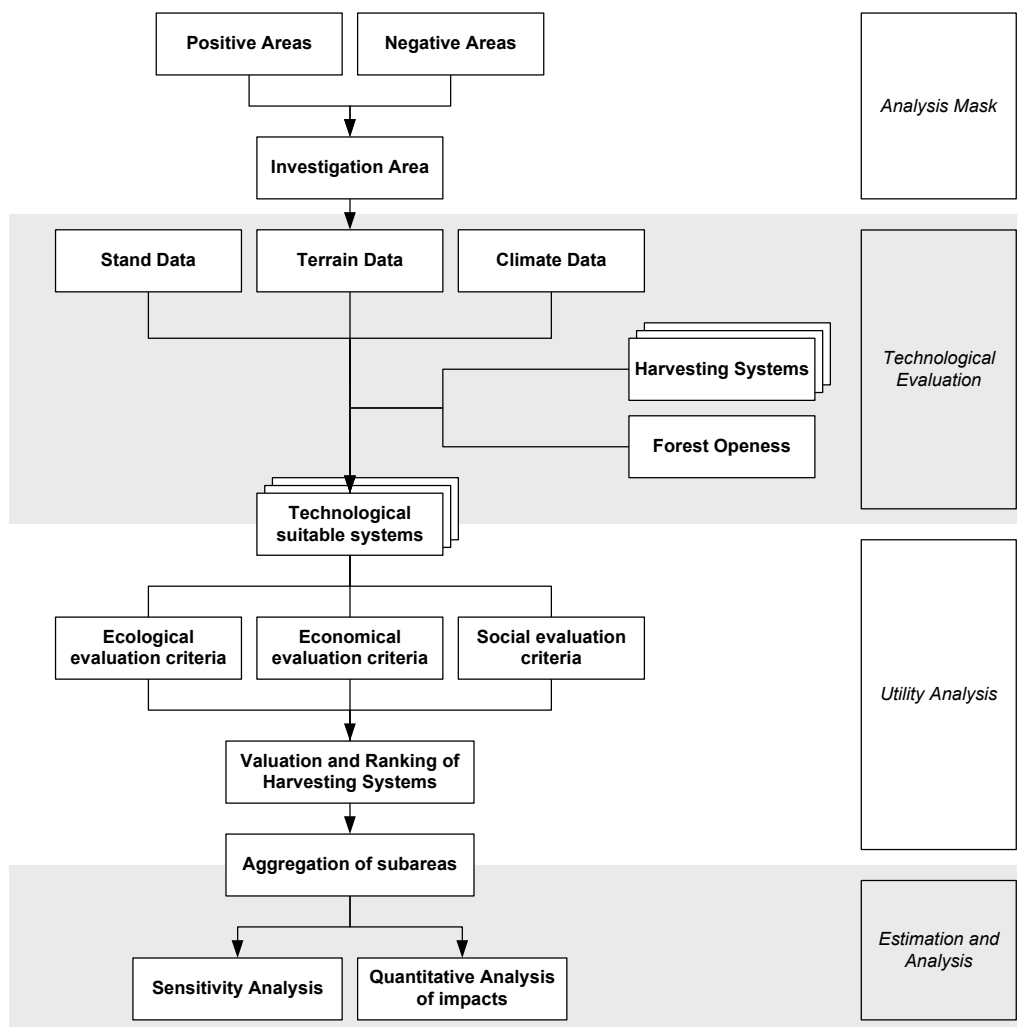 Positive Areas
Negative Areas
Analysis Mask
Investigation Area
Stand Data
Terrain Data
Climate Data
Harvesting Systems
Technological
Evaluation
Forest Openess
Technological
suitable systems
Ecological
evaluation criteria
Economical
evaluation criteria
Social evaluation
criteria
Utility Analysis
Valuation and Ranking of
Harvesting Systems
Aggregation of subareas
Estimation and
Analysis
Sensitivity Analysis
Quantitative Analysis
of impacts